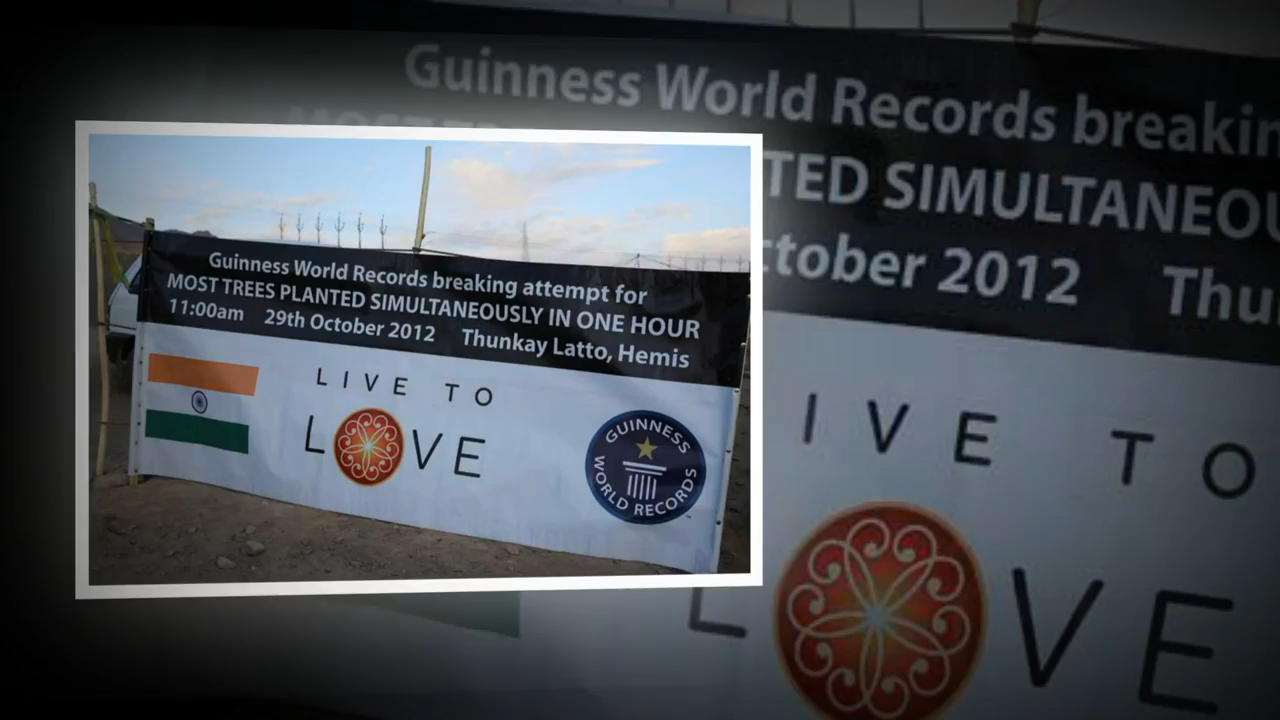 Guinness World Records breaking attempt for
MOST TREES PLANTED SIMULTANEOUSLY IN ONE HOUR
11:00am 29th October 2012 Thunkay Latto, Hemis
LIVE TO
LOVE
GUINNESS
WORLD RECORDS
Guinness World Records breakin
TED SIMULTANEOU
ctober 2012 Thu
IVE TO
L VE